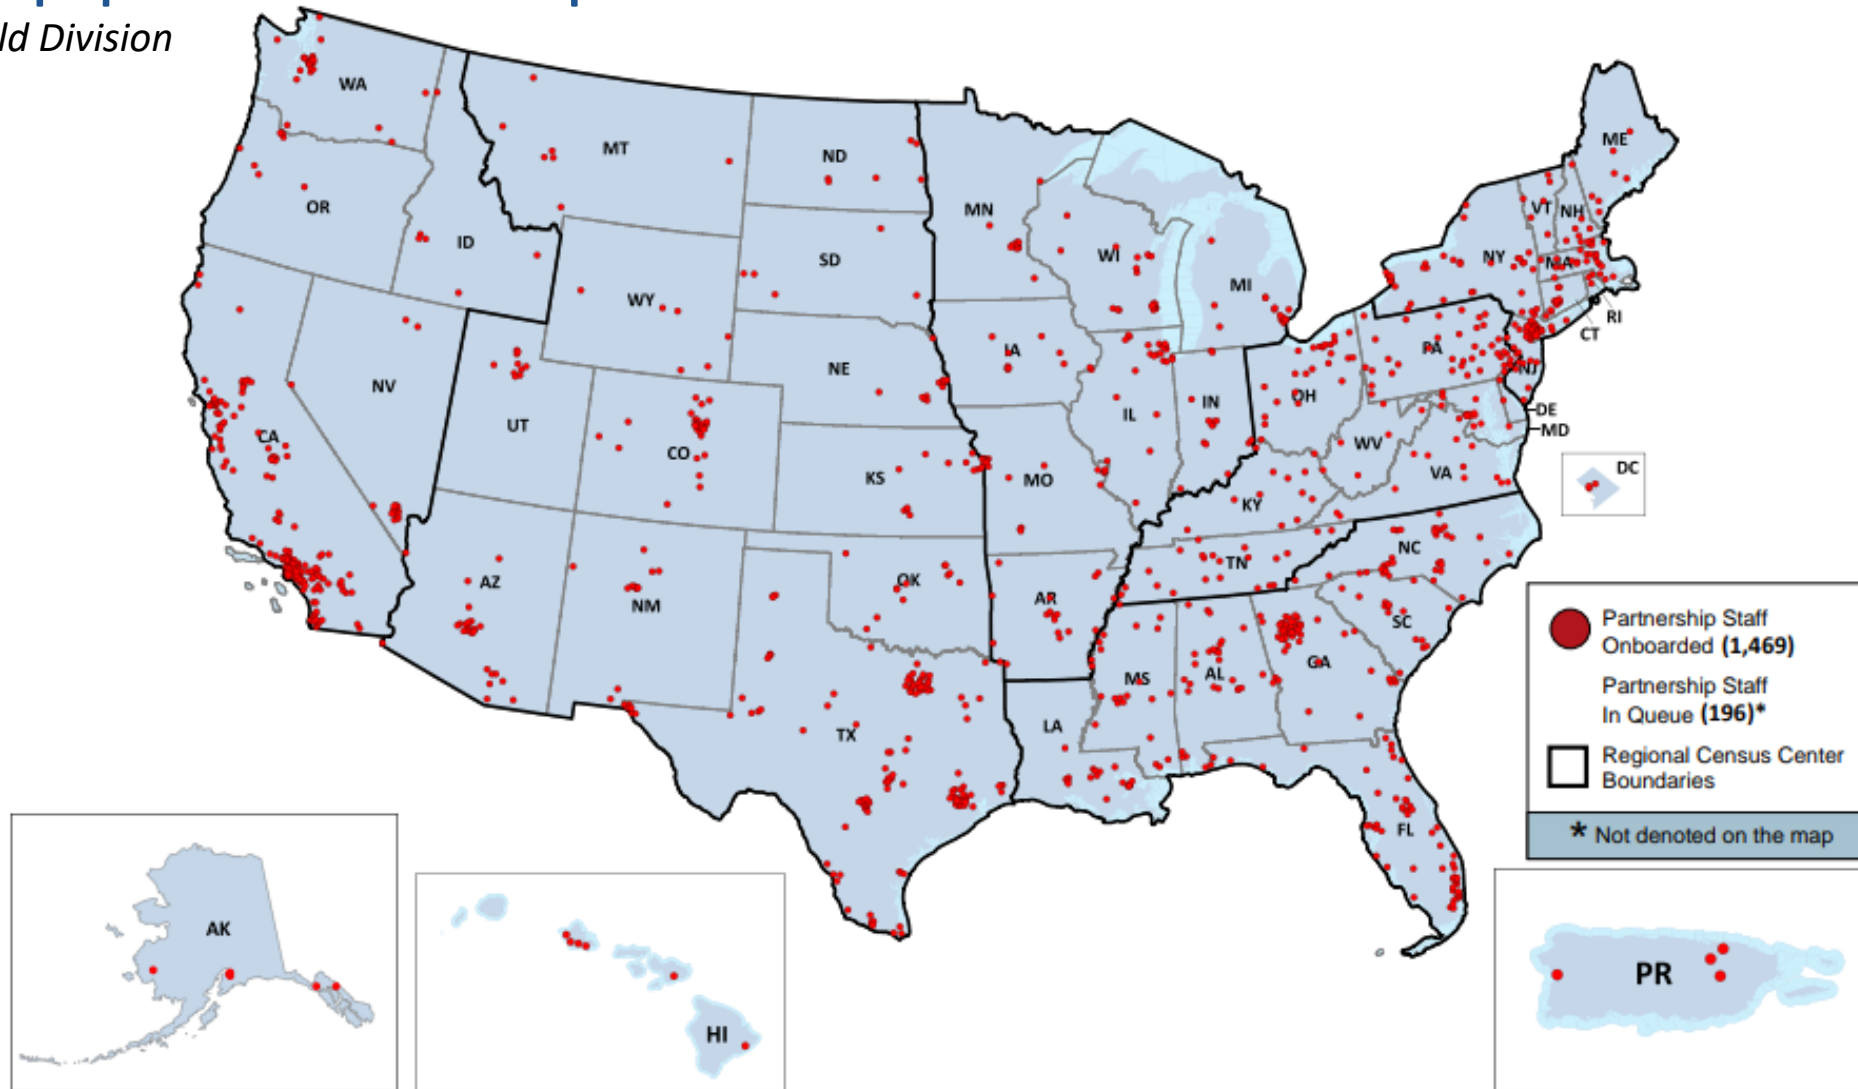 ld Division
WA
MT
ND
MN
ME
OR
ID
SD
WI
MI
NY
VT
NH
MA
WY
RI
CT
IA
PA
NJ
NV
NE
UT
CO
IL
IN
OH
DE
MD
CA
KS
MO
WV
VA
DC
KY
AZ
NM
OK
AR
TN
NC
SC
MS
AL
GA
TX
LA
FL
Partnership Staff
Onboarded (1,469)
Partnership Staff
In Queue (196)*
Regional Census Center
Boundaries
* Not denoted on the map
AK
HI
PR